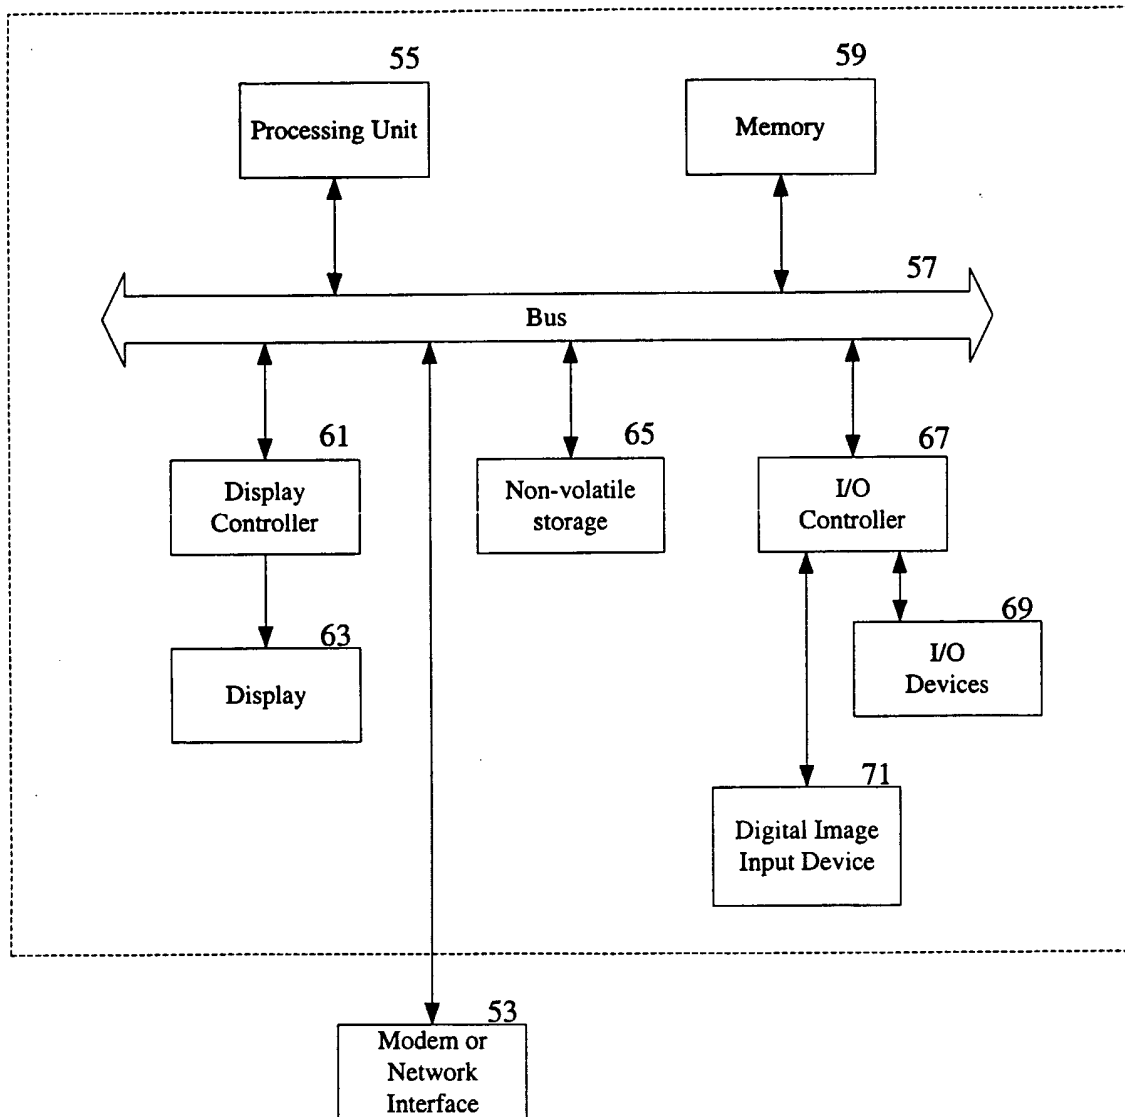 55
Processing Unit
59
Memory
57
Bus
61
Display
Controller
65
Non-volatile
storage
67
I/O
Controller
63
Display
69
I/O
Devices
71
Digital Image
Input Device
53
Modem or
Network
Interface